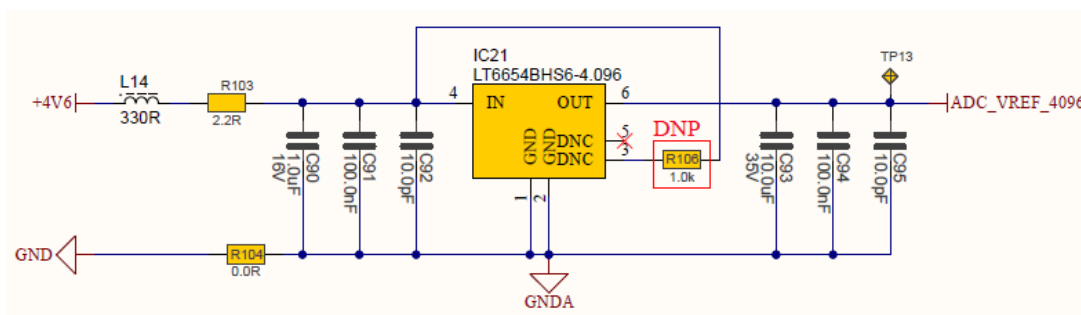 IC21
LT6654BHS6-4.096
TP13
L14
R103
+4V6
330R
2.2R
4
IN
OUT
6
ADC_VREF_4096
GND
GND
DNC
5
DNC
3
DNP
R106
1.0k
C90
1.0uF
16V
C91
100.0nF
C92
10.0pF
C93
10.0uF
35V
C94
100.0nF
C95
10.0pF
1
2
GND
R104
0.0R
GNDA